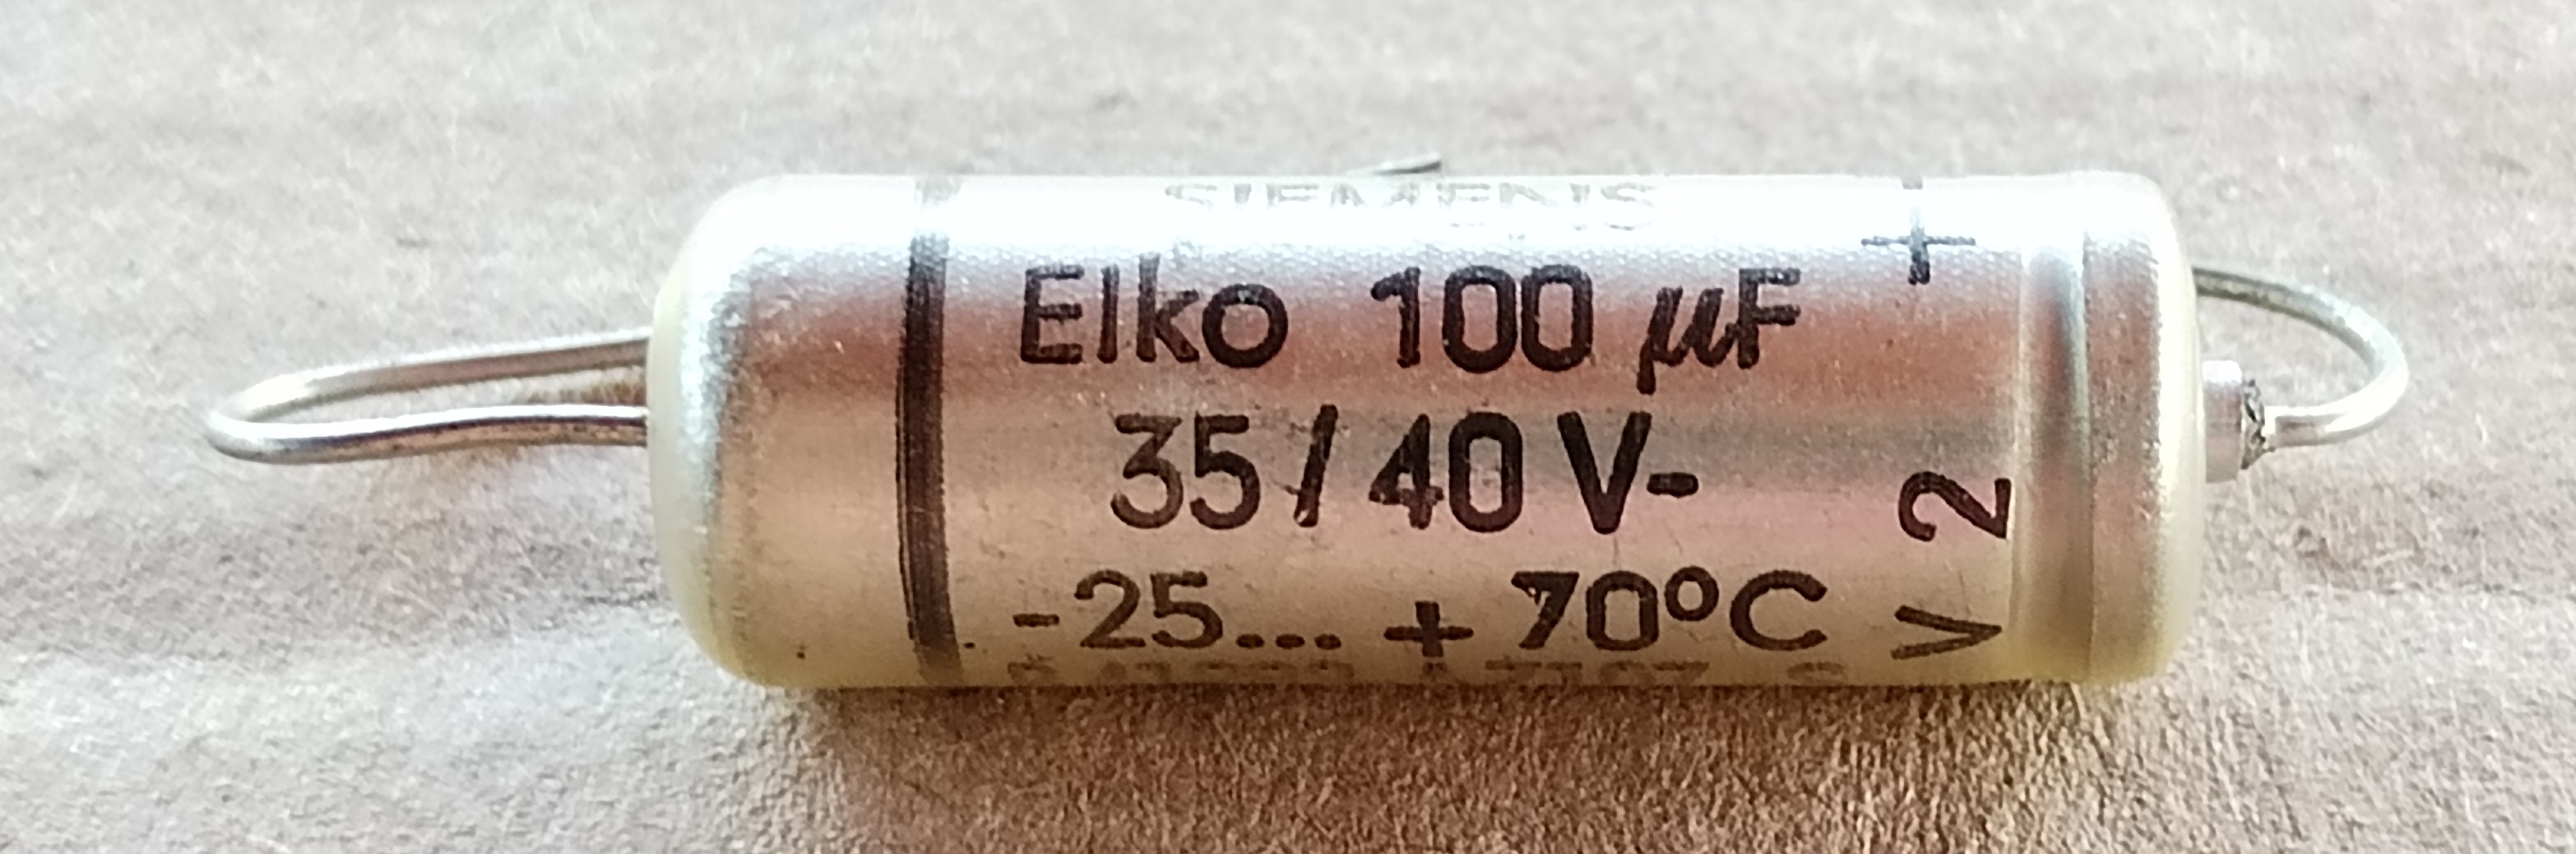 SIEMENS
Elko 100 µF
+
35/40 V-
-25... +70°C
V 2